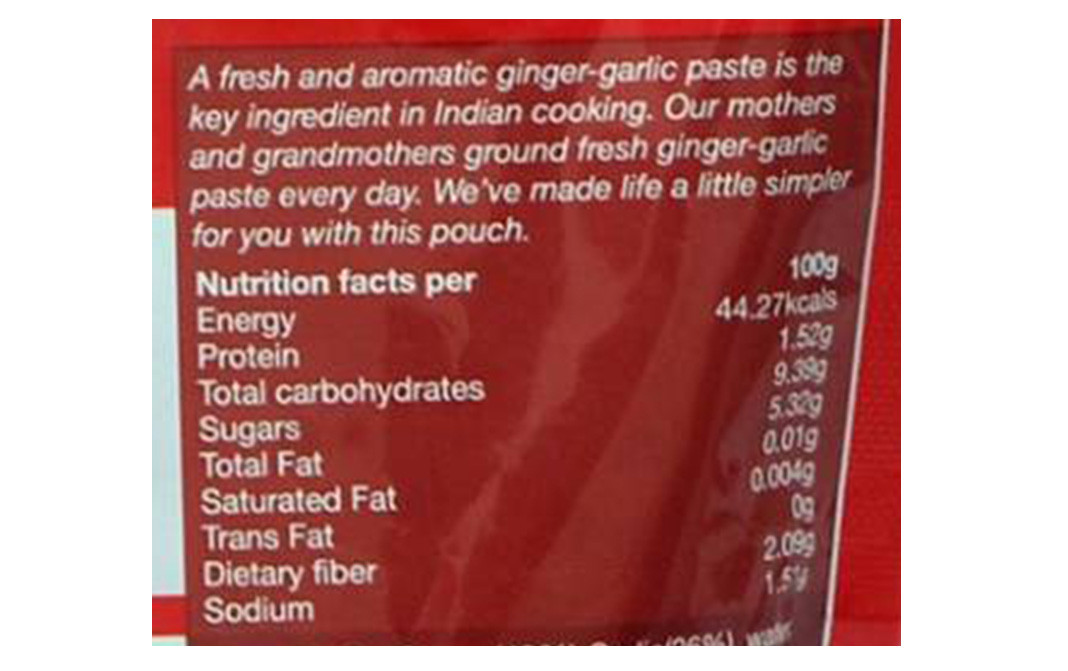 A fresh and aromatic ginger-garlic paste is the
key ingredient in Indian cooking. Our mothers
and grandmothers ground fresh ginger-garlic
paste every day. We've made life a little simpler
for you with this pouch.
Nutrition facts per 100g
Energy 44.27kcals
Protein 1.52g
Total carbohydrates 9.39g
Sugars 5.32g
Total Fat 0.01g
Saturated Fat 0.004g
Trans Fat 0g
Dietary fiber 2.09g
Sodium